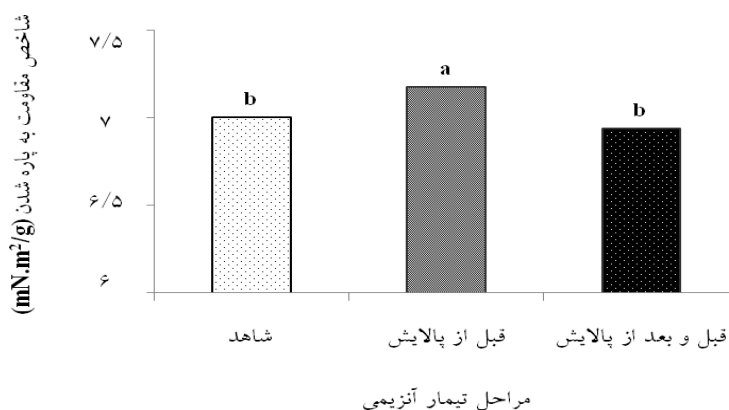 شاخص مقاومت به پاره شدن (mN.m²/g)
۷/۵
۷
۶/۵
۶
b
a
b
شاهد
قبل از پالایش
قبل و بعد از پالایش
مراحل تیمار آنزیمی